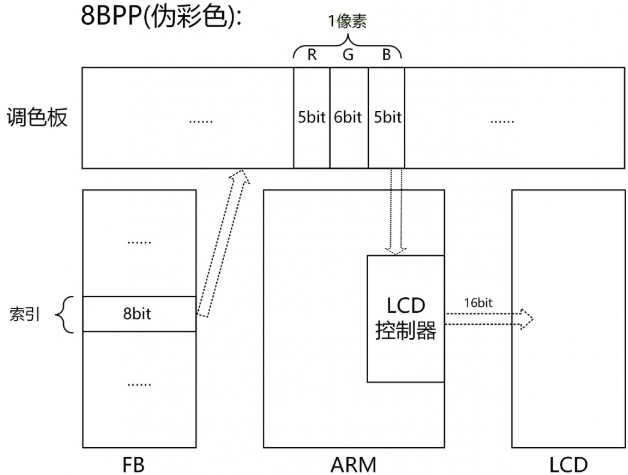 8BPP(伪彩色):
1像素
R G B
调色板
...... 5bit 6bit 5bit ......
......
索引 8bit
......
LCD
控制器
16bit
FB ARM LCD